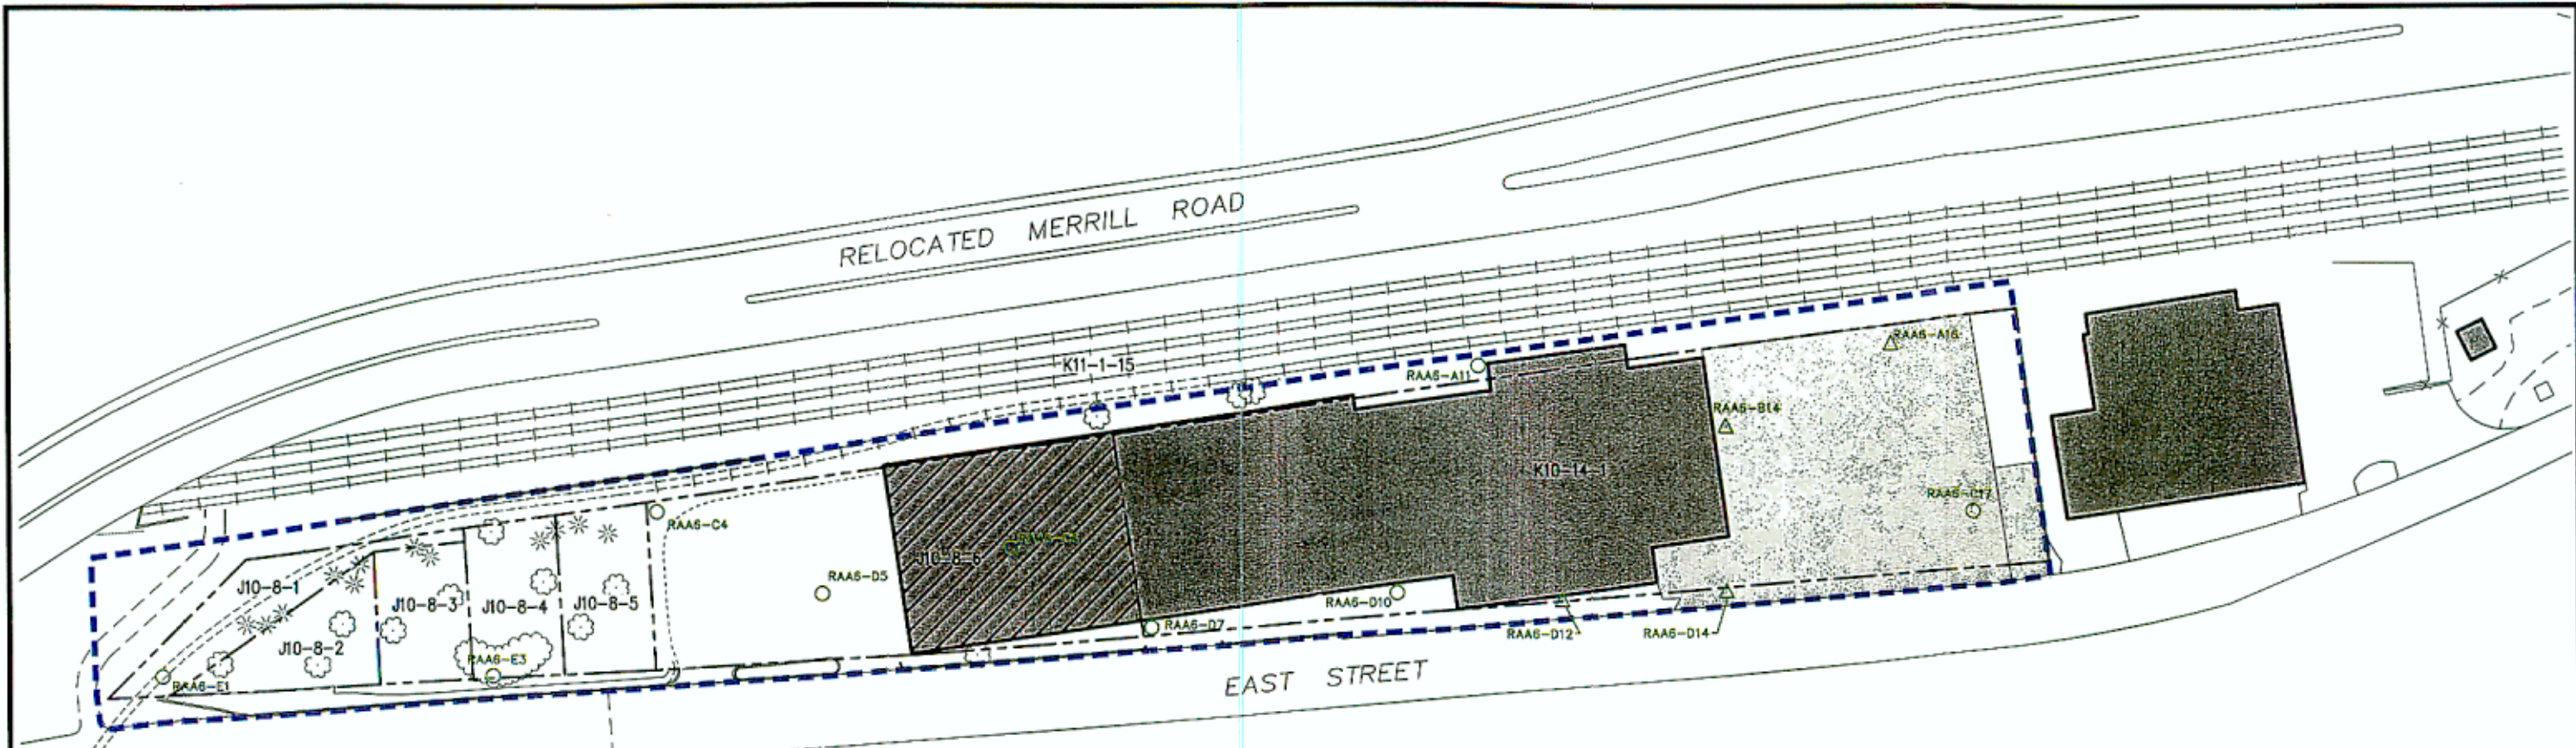 RELOCATED MERRILL ROAD
K11-1-15
RAA6-A16
RAA6-A11
RAA6-B14
K10-14-1
RAA6-C17
RAA6-C4
J10-8-6
RAA6-D5
J10-8-1
J10-8-3
J10-8-4
J10-8-5
RAA6-D10
RAA6-D7
RAA6-D12
RAA6-D14
J10-8-2
RAA6-E3
RAA6-E1
EAST STREET